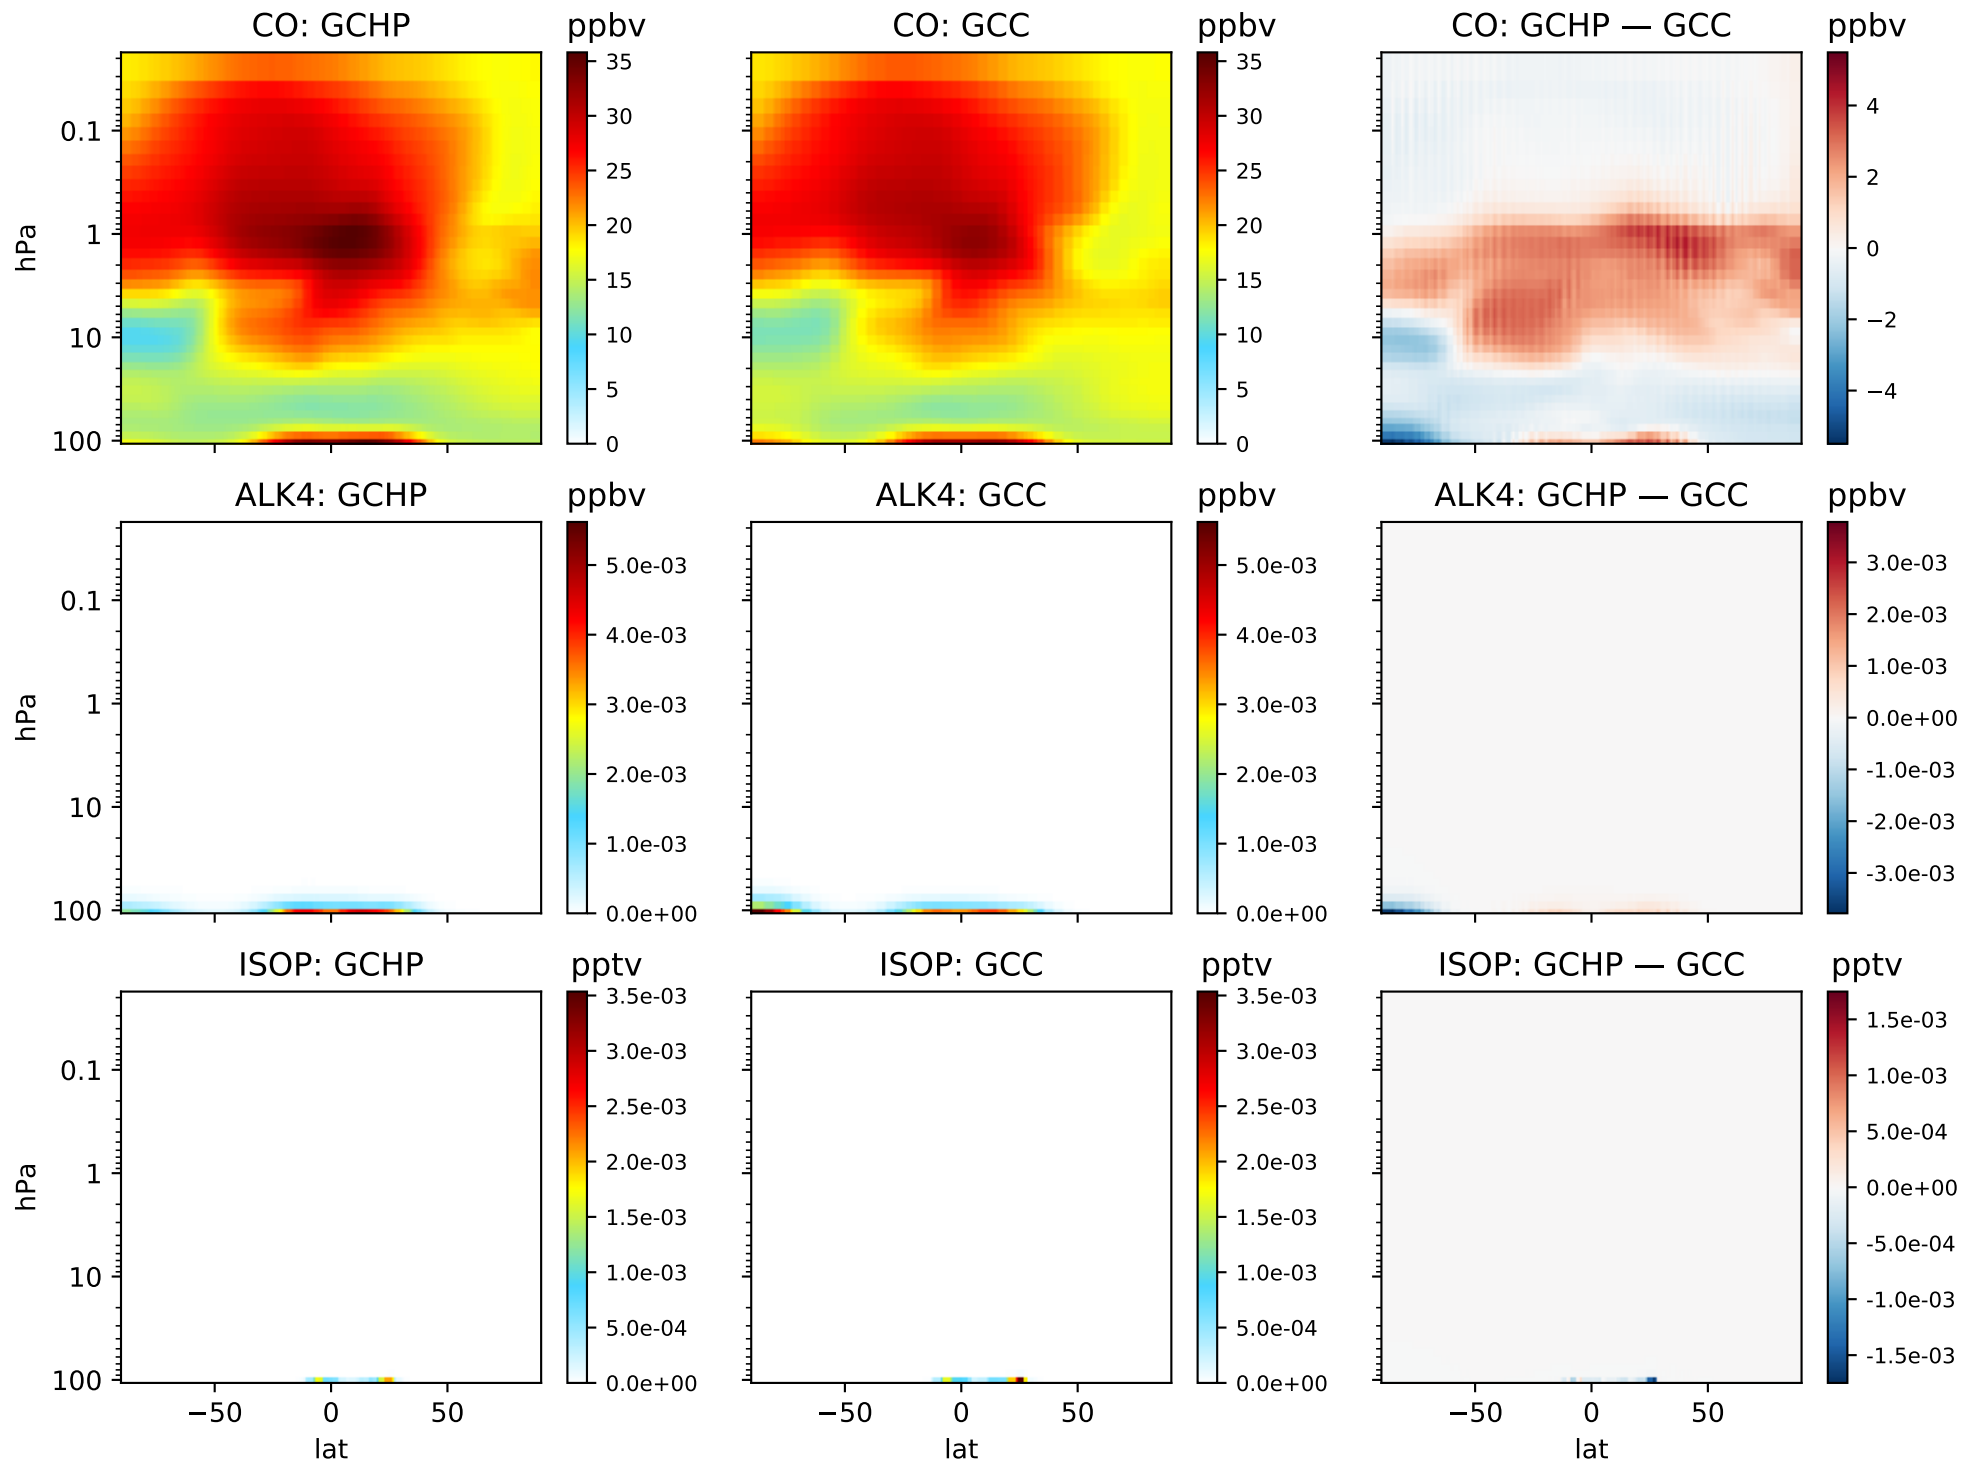 CO: GCHP
ppbv
CO: GCC
ppbv
CO: GCHP — GCC
ppbv
hPa
0.1
1
10
100
35
30
25
20
15
10
5
0
35
30
25
20
15
10
5
0
4
2
0
−2
−4
ALK4: GCHP
ppbv
ALK4: GCC
ppbv
ALK4: GCHP — GCC
ppbv
hPa
0.1
1
10
100
5.0e-03
4.0e-03
3.0e-03
2.0e-03
1.0e-03
0.0e+00
5.0e-03
4.0e-03
3.0e-03
2.0e-03
1.0e-03
0.0e+00
3.0e-03
2.0e-03
1.0e-03
0.0e+00
-1.0e-03
-2.0e-03
-3.0e-03
ISOP: GCHP
pptv
ISOP: GCC
pptv
ISOP: GCHP — GCC
pptv
hPa
0.1
1
10
100
3.5e-03
3.0e-03
2.5e-03
2.0e-03
1.5e-03
1.0e-03
5.0e-04
0.0e+00
3.5e-03
3.0e-03
2.5e-03
2.0e-03
1.5e-03
1.0e-03
5.0e-04
0.0e+00
1.5e-03
1.0e-03
5.0e-04
0.0e+00
-5.0e-04
-1.0e-03
-1.5e-03
−50 0 50
−50 0 50
−50 0 50
lat
lat
lat